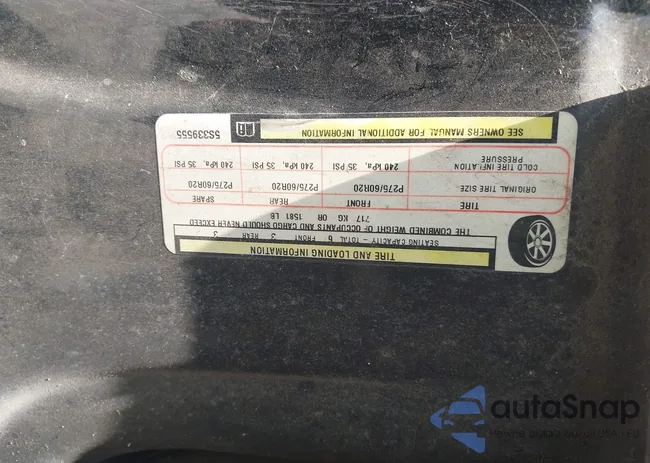 TIRE AND LOADING INFORMATION
SEATING CAPACITY - TOTAL 6 FRONT 3 REAR 3
THE COMBINED WEIGHT OF OCCUPANTS AND CARGO SHOULD NEVER EXCEED
717 KG OR 1581 LB
TIRE FRONT REAR SPARE
ORIGINAL TIRE SIZE P275/60R20 P275/60R20 P275/60R20
COLD TIRE INFLATION PRESSURE 240 kPa, 35 PSI 240 kPa, 35 PSI 240 kPa, 35 PSI
SEE OWNERS MANUAL FOR ADDITIONAL INFORMATION 5S339555
autoSnap